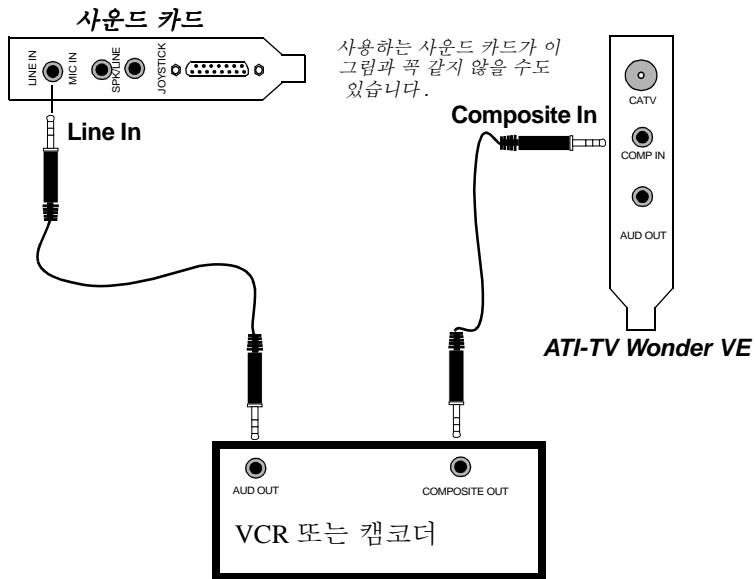 사운드 카드
LINE IN
MIC IN
SPK/LINE
JOYSTICK
Line In
사용하는 사운드 카드가 이
그림과 꼭 같지 않을 수도
있습니다.
Composite In
CATV
COMP IN
AUD OUT
ATI-TV Wonder VE
AUD OUT
COMPOSITE OUT
VCR 또는 캠코더